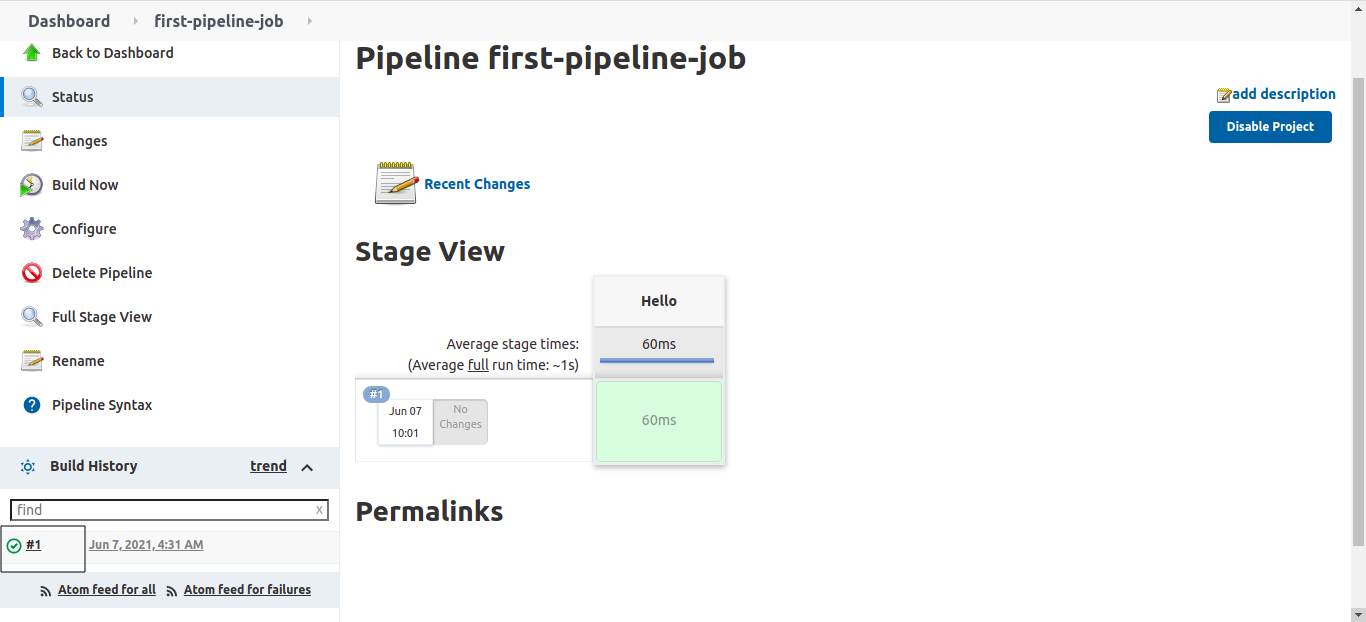 Dashboard first-pipeline-job
Back to Dashboard
Status
Changes
Build Now
Configure
Delete Pipeline
Full Stage View
Rename
Pipeline Syntax
Build History trend
find x
#1 Jun 7, 2021, 4:31 AM
Atom feed for all Atom feed for failures
Pipeline first-pipeline-job
add description
Disable Project
Recent Changes
Stage View
Hello
Average stage times: 60ms
(Average full run time: ~1s)
#1
Jun 07
10:01
No
Changes
60ms
Permalinks